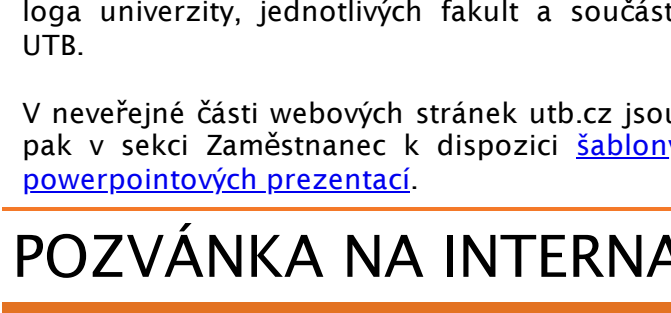 loga univerzity, jednotlivých fakult a součást
UTB.
V neveřejné části webových stránek utb.cz jsou
pak v sekci Zaměstnanec k dispozici šablony
powerpointových prezentací.
POZVÁNKA NA INTERNA